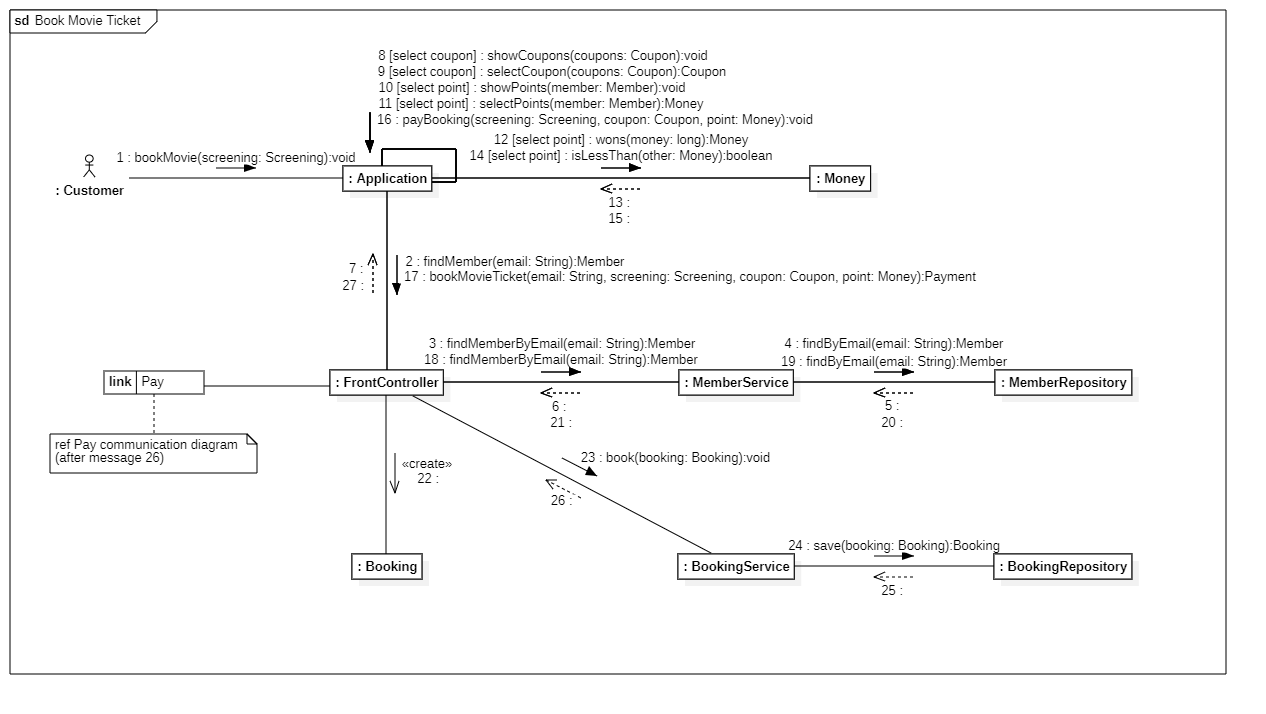 sd Book Movie Ticket
8 [select coupon] : showCoupons(coupons: Coupon):void
9 [select coupon] : selectCoupon(coupons: Coupon):Coupon
10 [select point] : showPoints(member: Member):void
11 [select point] : selectPoints(member: Member):Money
16 : payBooking(screening: Screening, coupon: Coupon, point: Money):void
12 [select point] : wons(money: long):Money
14 [select point] : isLessThan(other: Money):boolean
1 : bookMovie(screening: Screening):void
: Customer
: Application
: Money
13 :
15 :
2 : findMember(email: String):Member
17 : bookMovieTicket(email: String, screening: Screening, coupon: Coupon, point: Money):Payment
7 :
27 :
3 : findMemberByEmail(email: String):Member
18 : findMemberByEmail(email: String):Member
4 : findByEmail(email: String):Member
19 : findByEmail(email: String):Member
link Pay
: FrontController
: MemberService
: MemberRepository
6 :
21 :
5 :
20 :
ref Pay communication diagram
(after message 26)
«create»
22 :
23 : book(booking: Booking):void
26 :
24 : save(booking: Booking):Booking
: Booking
: BookingService
: BookingRepository
25 :